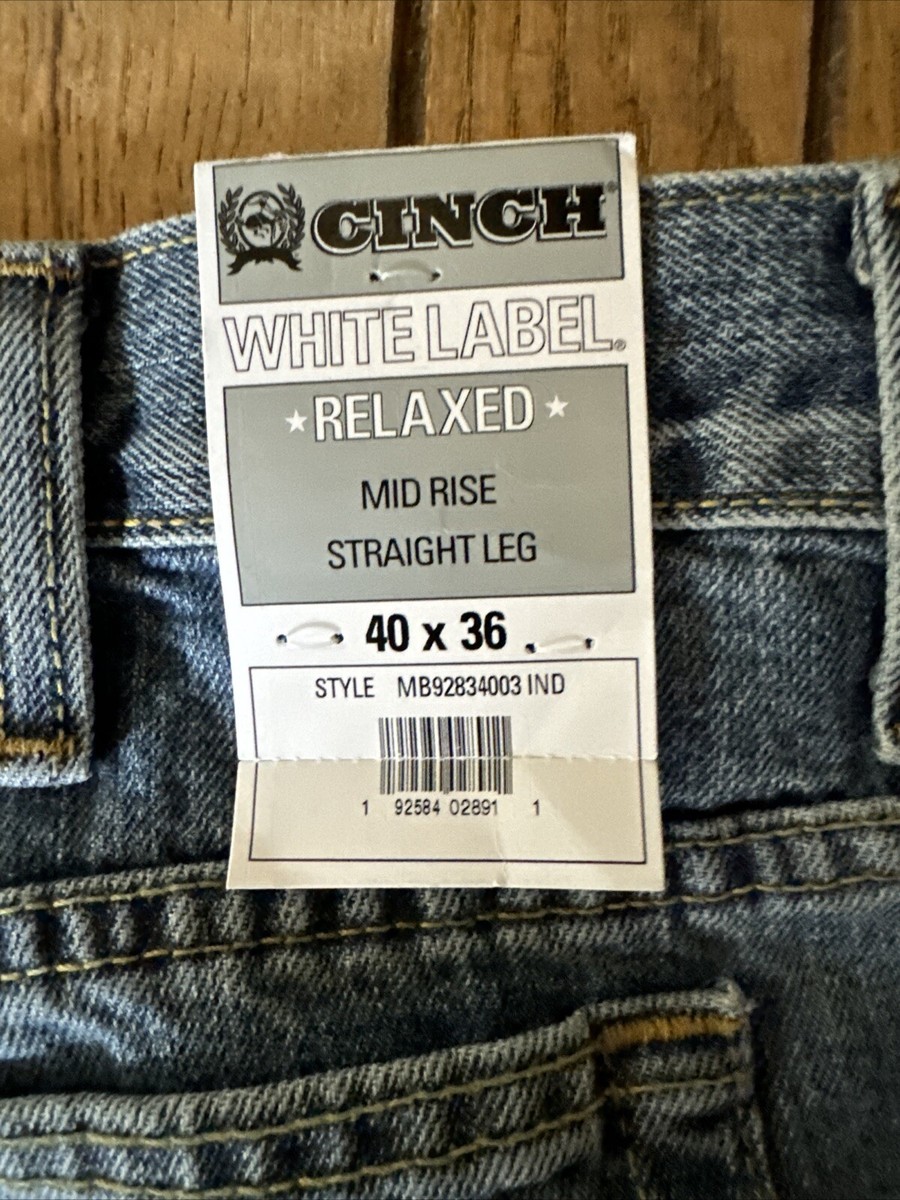 CINCH®
WHITE LABEL®
★RELAXED★
MID RISE
STRAIGHT LEG
40 x 36
STYLE MB92834003 IND
1 92584 02891 1